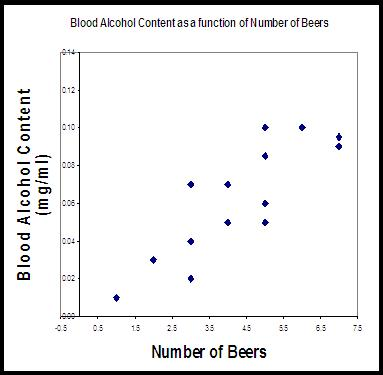 Blood Alcohol Content as a function of Number of Beers
0.14
0.12
0.10
0.08
0.06
0.04
0.02
0.00
-0.5 0.5 1.5 2.5 3.5 4.5 5.5 6.5 7.5
Blood Alcohol Content
(mg/ml)
Number of Beers